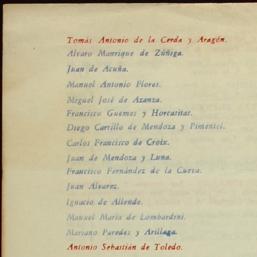 Tomás Antonio de la Cerda y Aragón.
Alvaro Manrique de Zúñiga.
Juan de Acuña.
Manuel Antonio Flores.
Miguel José de Azanza.
Francisco Guemes y Horcasitas.
Diego Carrillo de Mendoza y Pimentel.
Carlos Francisco de Croix.
Juan de Mendoza y Luna.
Francisco Fernández de la Cueva.
Juan Alvarez.
Ignacio de Allende.
Manuel María de Lombardini.
Mariano Paredes y Arillaga.
Antonio Sebastián de Toledo.